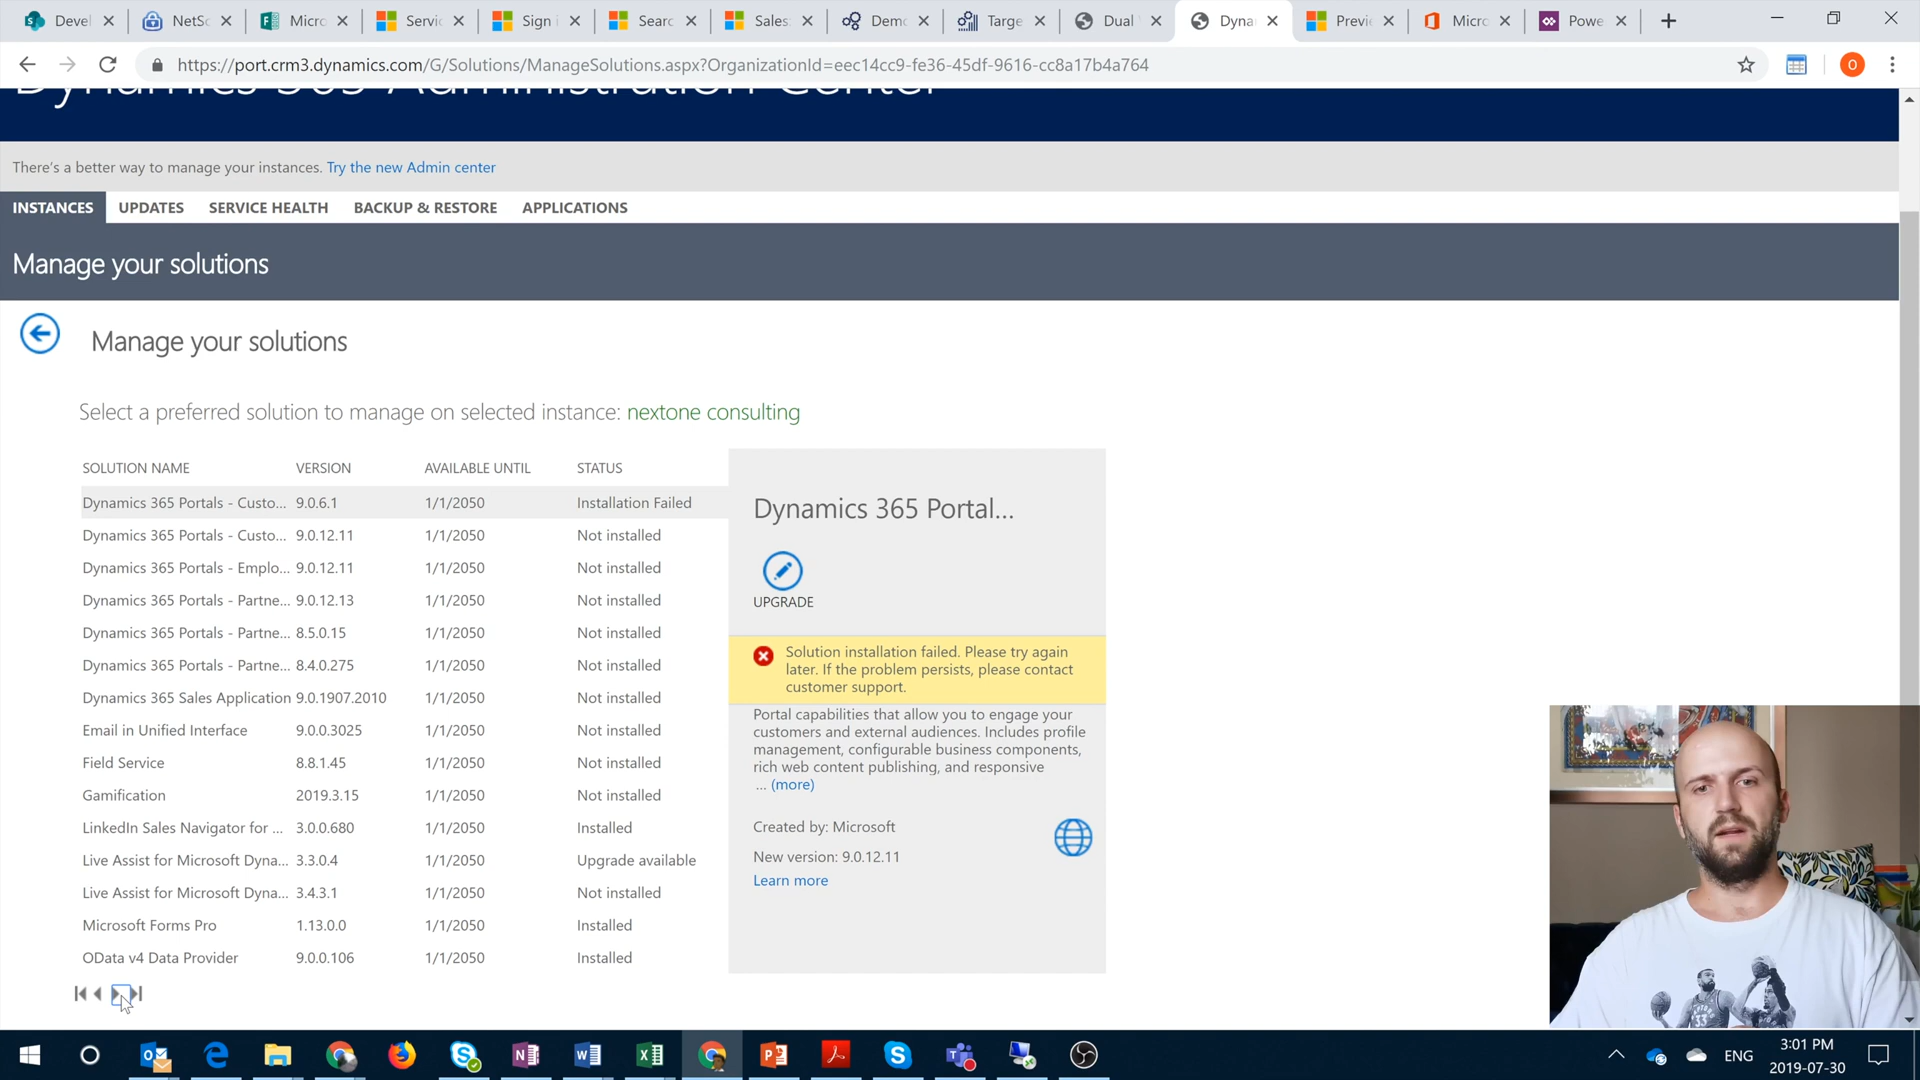 Devel
NetSc
Micro
Servic
Sign i
Searc
Sales
Demo
Targe
Dual
Dyna
Previe
Micro
Powe
https://port.crm3.dynamics.com/G/Solutions/ManageSolutions.aspx?OrganizationId=eec14cc9-fe36-45df-9616-cc8a17b4a764
O
Dynamics 365 Administration Center
There's a better way to manage your instances. Try the new Admin center
INSTANCES UPDATES SERVICE HEALTH BACKUP & RESTORE APPLICATIONS
Manage your solutions
Manage your solutions
Select a preferred solution to manage on selected instance: nextone consulting
SOLUTION NAME VERSION AVAILABLE UNTIL STATUS
Dynamics 365 Portals - Custo... 9.0.6.1 1/1/2050 Installation Failed
Dynamics 365 Portals - Custo... 9.0.12.11 1/1/2050 Not installed
Dynamics 365 Portals - Emplo... 9.0.12.11 1/1/2050 Not installed
Dynamics 365 Portals - Partne... 9.0.12.13 1/1/2050 Not installed
Dynamics 365 Portals - Partne... 8.5.0.15 1/1/2050 Not installed
Dynamics 365 Portals - Partne... 8.4.0.275 1/1/2050 Not installed
Dynamics 365 Sales Application 9.0.1907.2010 1/1/2050 Not installed
Email in Unified Interface 9.0.0.3025 1/1/2050 Not installed
Field Service 8.8.1.45 1/1/2050 Not installed
Gamification 2019.3.15 1/1/2050 Not installed
LinkedIn Sales Navigator for ... 3.0.0.680 1/1/2050 Installed
Live Assist for Microsoft Dyna... 3.3.0.4 1/1/2050 Upgrade available
Live Assist for Microsoft Dyna... 3.4.3.1 1/1/2050 Not installed
Microsoft Forms Pro 1.13.0.0 1/1/2050 Installed
OData v4 Data Provider 9.0.0.106 1/1/2050 Installed
Dynamics 365 Portal...
UPGRADE
Solution installation failed. Please try again
later. If the problem persists, please contact
customer support.
Portal capabilities that allow you to engage your
customers and external audiences. Includes profile
management, configurable business components,
rich web content publishing, and responsive
... (more)
Created by: Microsoft
New version: 9.0.12.11
Learn more
33
ENG
3:01 PM
2019-07-30